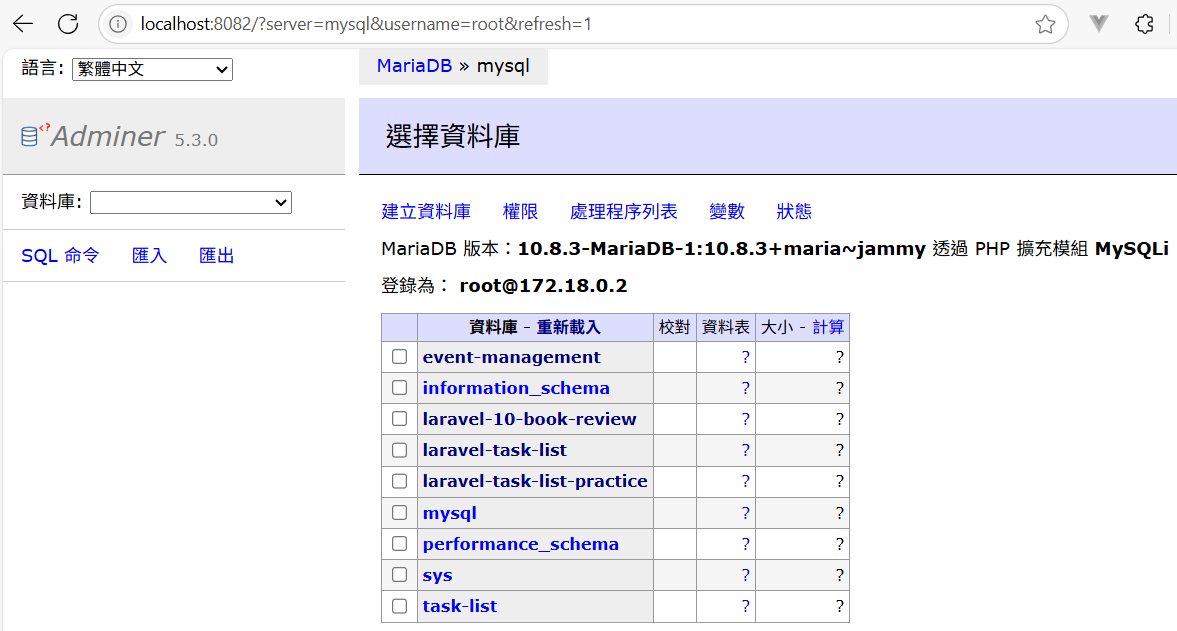 localhost:8082/?server=mysql&username=root&refresh=1
語言: 繁體中文
MariaDB » mysql
Adminer 5.3.0
選擇資料庫
資料庫:
建立資料庫 權限 處理程序列表 變數 狀態
SQL 命令 匯入 匯出
MariaDB 版本：10.8.3-MariaDB-1:10.8.3+maria~jammy 透過 PHP 擴充模組 MySQLi
登錄為： root@172.18.0.2
資料庫 - 重新載入 校對 資料表 大小 - 計算
event-management ? ?
information_schema ? ?
laravel-10-book-review ? ?
laravel-task-list ? ?
laravel-task-list-practice ? ?
mysql ? ?
performance_schema ? ?
sys ? ?
task-list ? ?